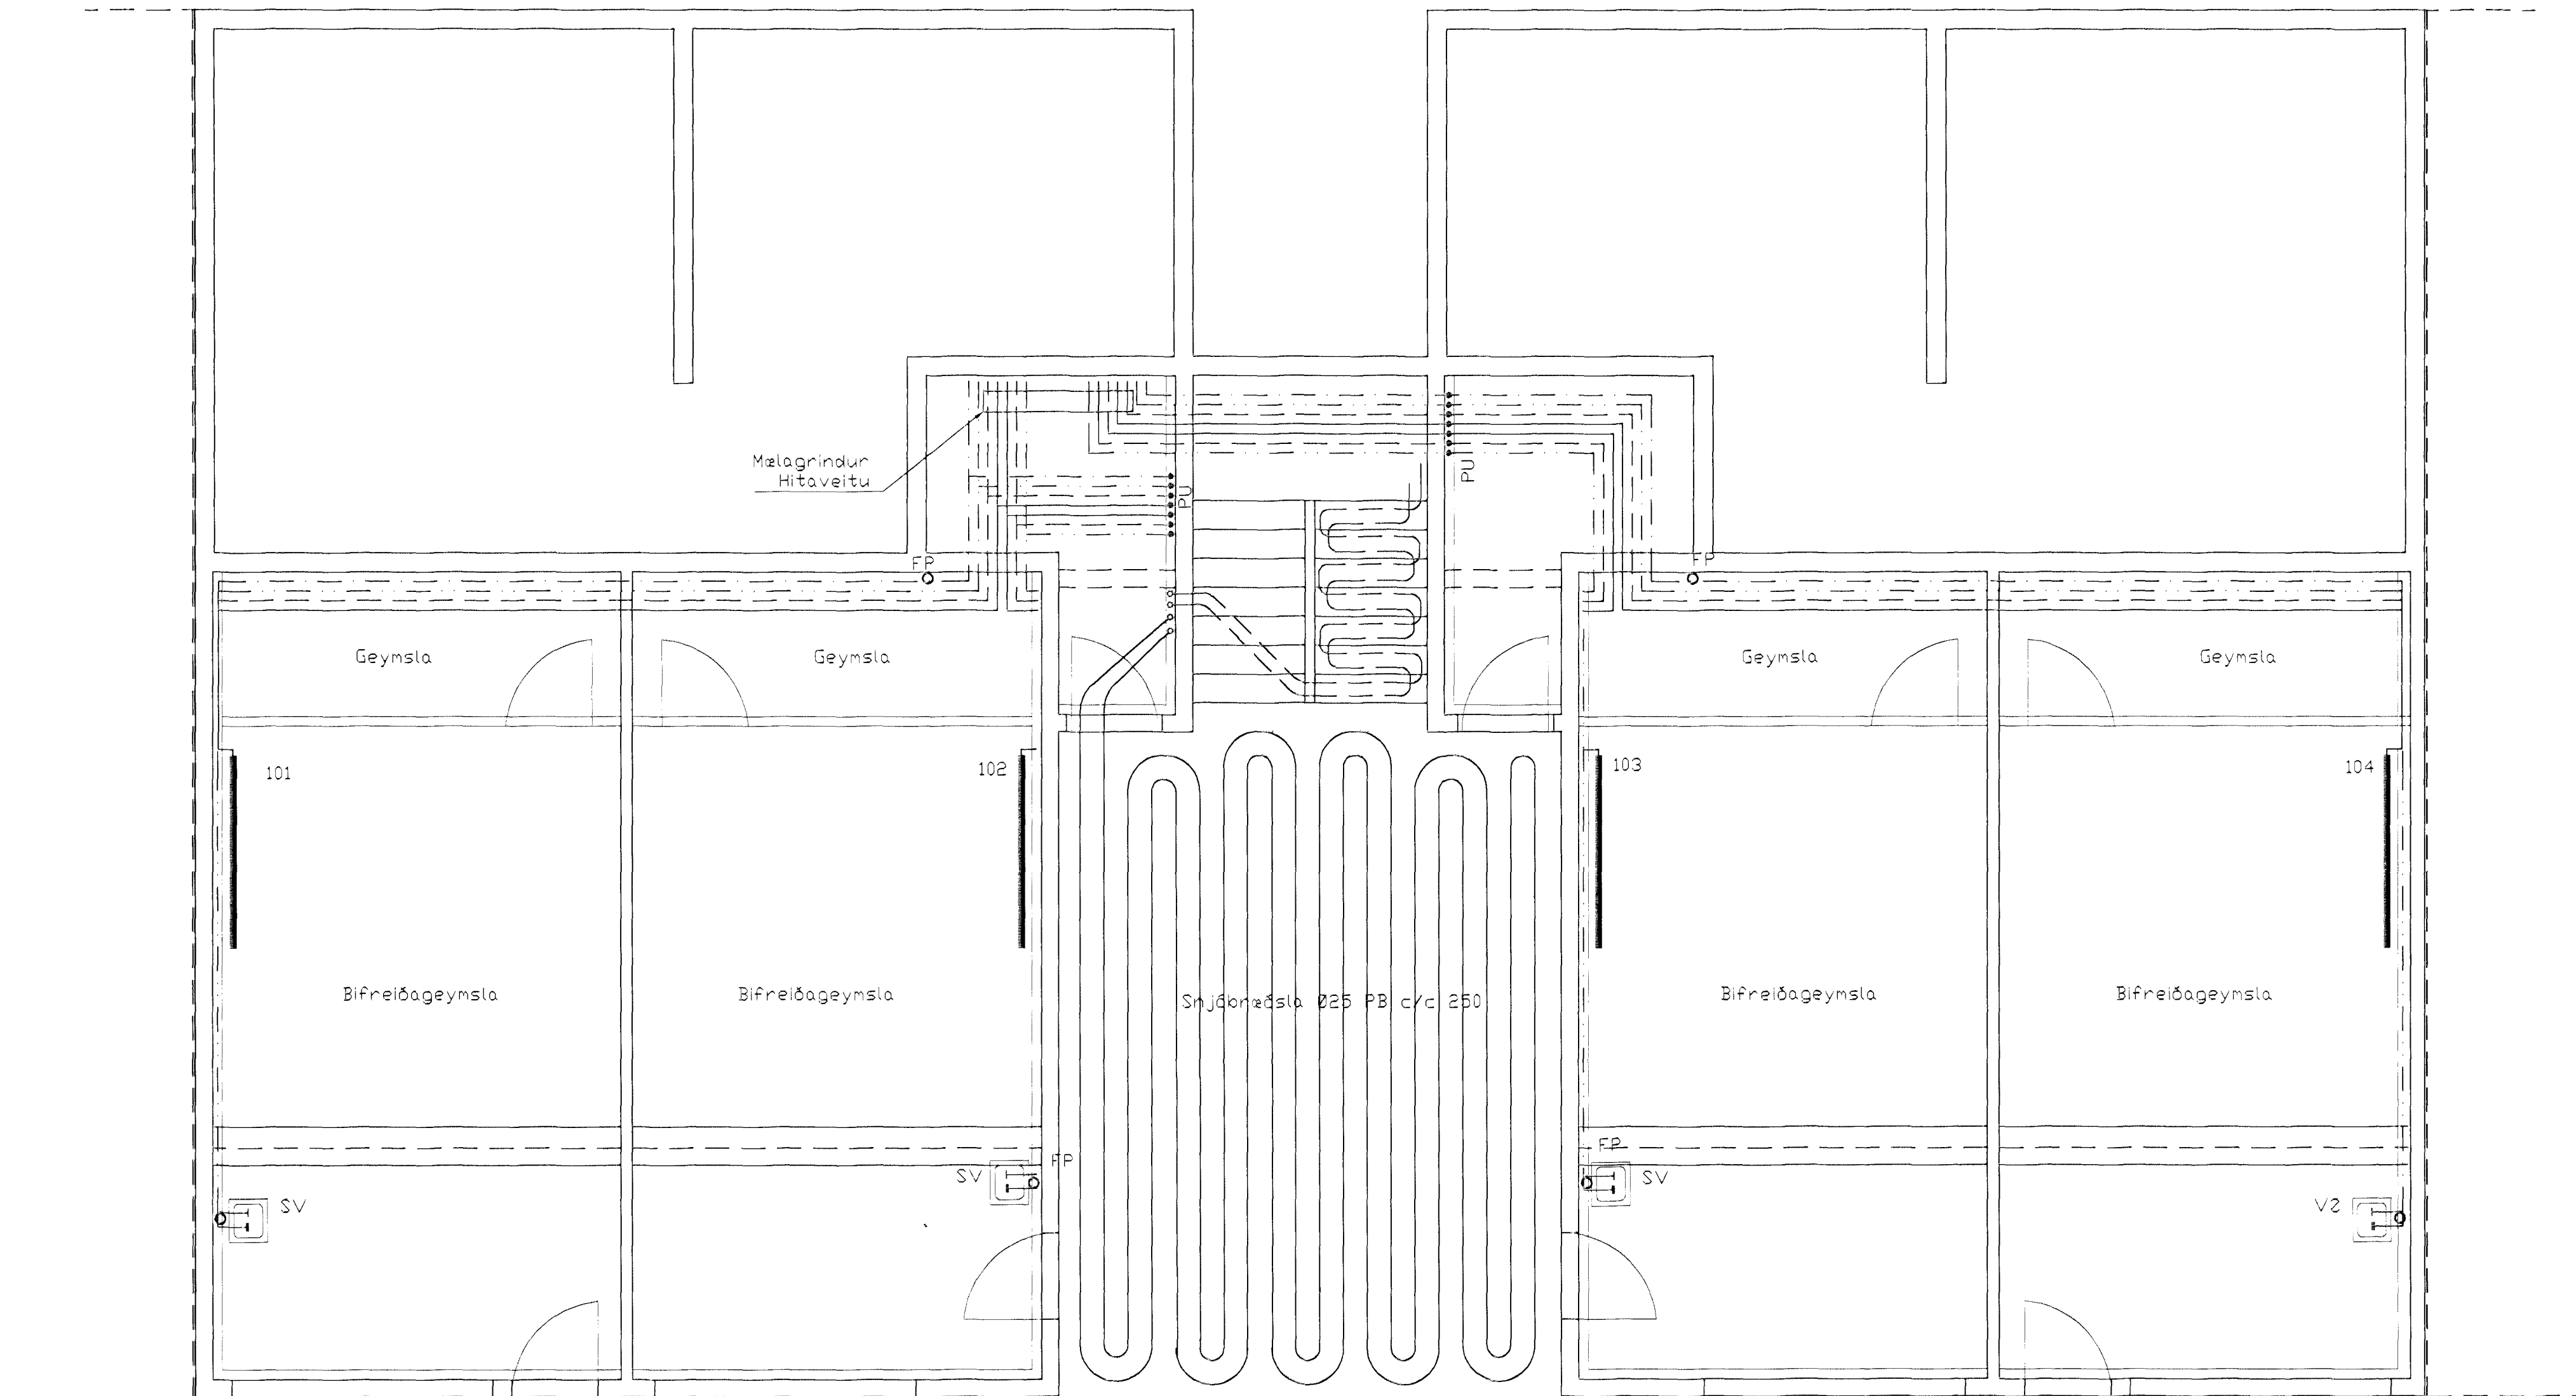 Mælagrindur
Hitaveitu
PU
PU
FP
FP
Geymsla
Geymsla
Geymsla
Geymsla
101
102
103
104
Bifreiðageymsla
Bifreiðageymsla
Snjóbræðsla Ø25 PB c/c 250
Bifreiðageymsla
Bifreiðageymsla
FP
FP
SV
SV
SV
V2